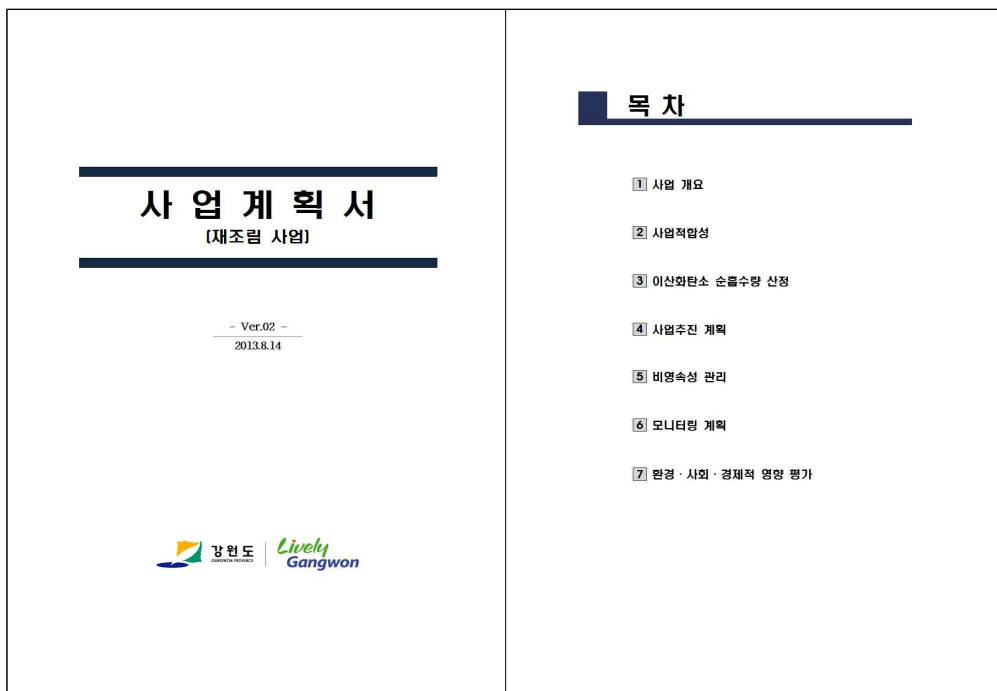 사 업 계 획 서
[재조림 사업]
- Ver.02 -
2013.8.14
강원도
GANGWON PROVINCE
Lively
Gangwon
목 차
1 사업 개요
2 사업적합성
3 이산화탄소 순흡수량 산정
4 사업추진 계획
5 비영속성 관리
6 모니터링 계획
7 환경 · 사회 · 경제적 영향 평가